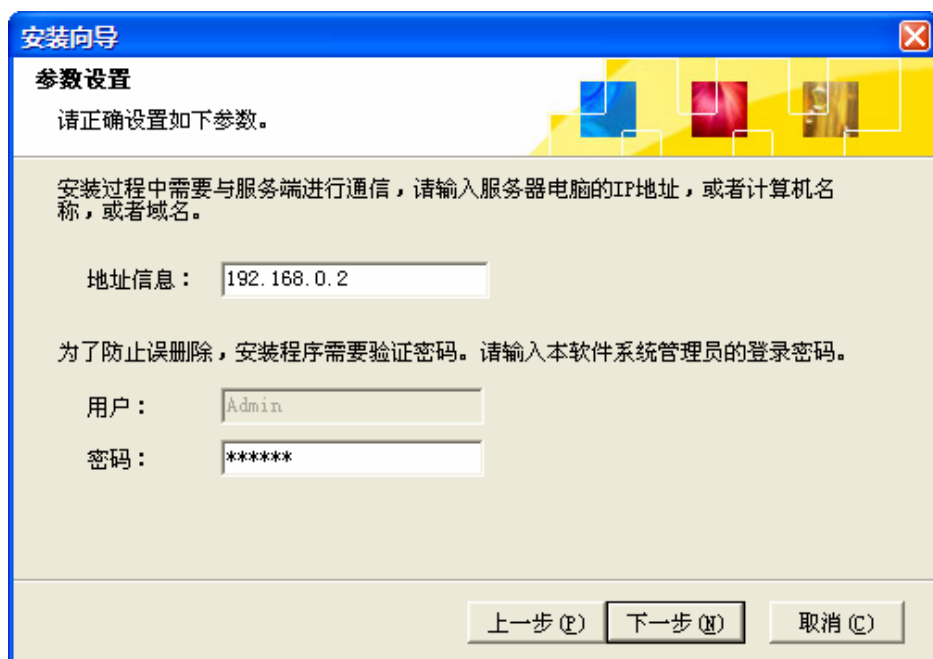 安装向导
参数设置
请正确设置如下参数。
安装过程中需要与服务端进行通信，请输入服务器电脑的IP地址，或者计算机名
称，或者域名。
地址信息： 192.168.0.2
为了防止误删除，安装程序需要验证密码。请输入本软件系统管理员的登录密码。
用户： Admin
密码： ******
上一步(P) 下一步(N) 取消(C)